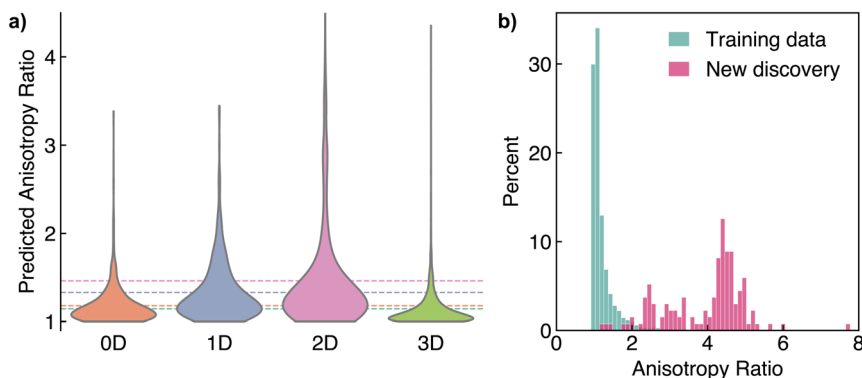 a)
Predicted Anisotropy Ratio
4
3
2
1
0D 1D 2D 3D
b)
Training data
New discovery
Percent
30
20
10
0
0 2 4 6 8
Anisotropy Ratio